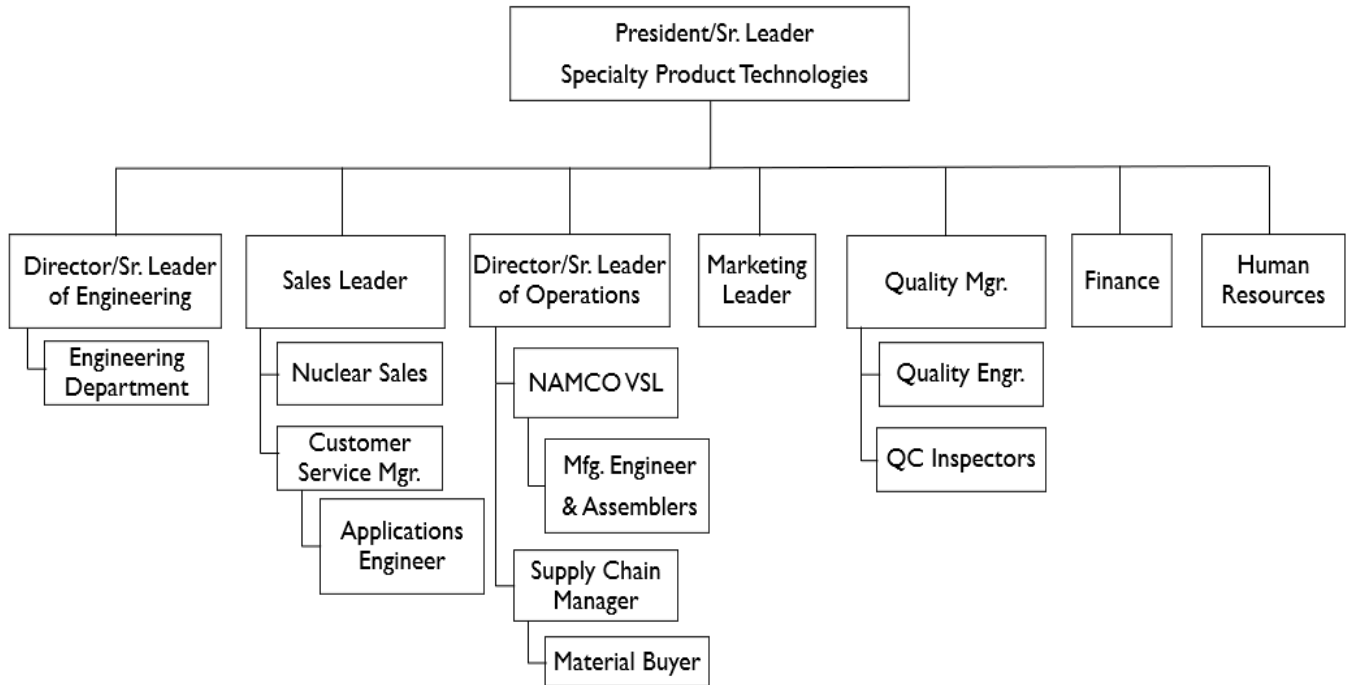 President/Sr. Leader
Specialty Product Technologies
Director/Sr. Leader
of Engineering
Sales Leader
Director/Sr. Leader
of Operations
Marketing
Leader
Quality Mgr.
Finance
Human
Resources
Engineering
Department
Nuclear Sales
Customer
Service Mgr.
Applications
Engineer
NAMCO VSL
Mfg. Engineer
& Assemblers
Supply Chain
Manager
Material Buyer
Quality Engr.
QC Inspectors